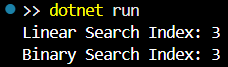 >> dotnet run
Linear Search Index: 3
Binary Search Index: 3